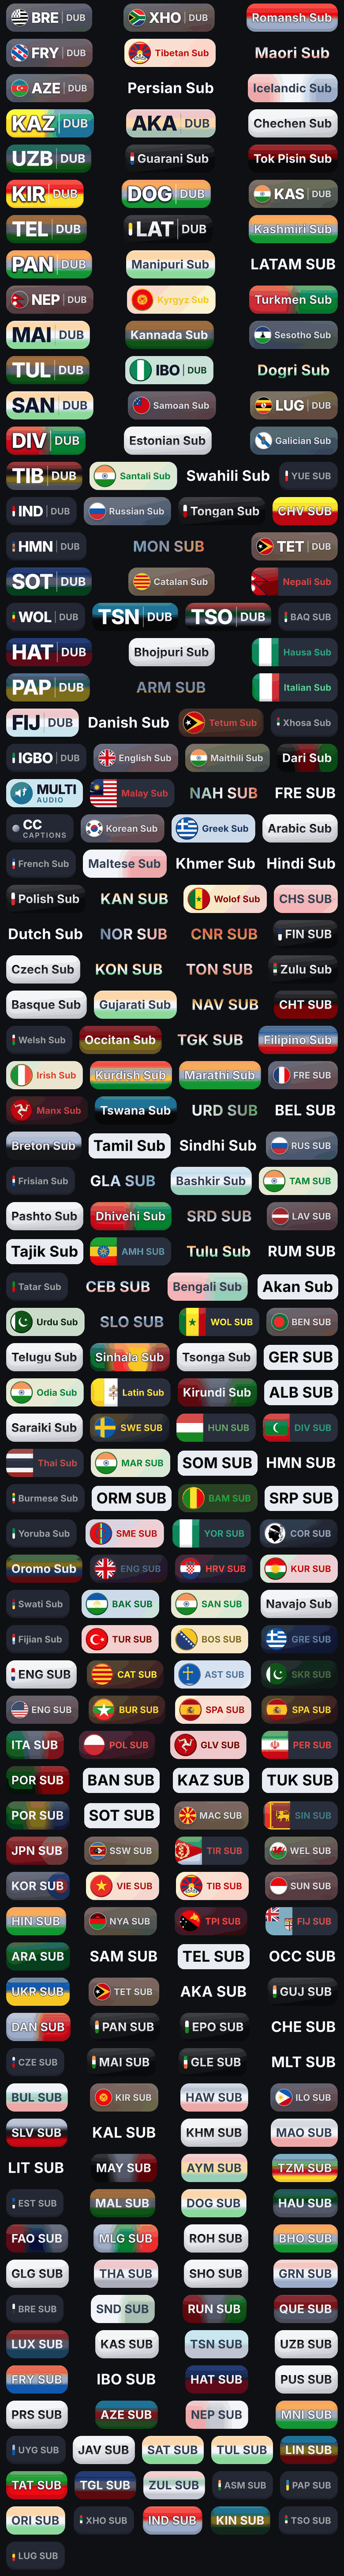 BRE | DUB
XHO | DUB
Romansh Sub
FRY | DUB
Tibetan Sub
Maori Sub
AZE | DUB
Persian Sub
Icelandic Sub
KAZ | DUB
AKA | DUB
Chechen Sub
UZB | DUB
Guarani Sub
Tok Pisin Sub
KIR | DUB
DOG | DUB
KAS | DUB
TEL | DUB
LAT | DUB
Kashmiri Sub
PAN | DUB
Manipuri Sub
LATAM SUB
NEP | DUB
Kyrgyz Sub
Turkmen Sub
MAI | DUB
Kannada Sub
Sesotho Sub
TUL | DUB
IBO | DUB
Dogri Sub
SAN | DUB
Samoan Sub
LUG | DUB
DIV | DUB
Estonian Sub
Galician Sub
TIB | DUB
Santali Sub
Swahili Sub
YUE SUB
IND | DUB
Russian Sub
Tongan Sub
CHV SUB
HMN | DUB
MON SUB
TET | DUB
SOT | DUB
Catalan Sub
Nepali Sub
WOL | DUB
TSN | DUB
TSO | DUB
BAQ SUB
HAT | DUB
Bhojpuri Sub
Hausa Sub
PAP | DUB
ARM SUB
Italian Sub
FIJ | DUB
Danish Sub
Tetum Sub
Xhosa Sub
IGBO | DUB
English Sub
Maithili Sub
Dari Sub
MULTI
AUDIO
Malay Sub
NAH SUB
FRE SUB
CC
CAPTIONS
Korean Sub
Greek Sub
Arabic Sub
French Sub
Maltese Sub
Khmer Sub
Hindi Sub
Polish Sub
KAN SUB
Wolof Sub
CHS SUB
Dutch Sub
NOR SUB
CNR SUB
FIN SUB
Czech Sub
KON SUB
TON SUB
Zulu Sub
Basque Sub
Gujarati Sub
NAV SUB
CHT SUB
Welsh Sub
Occitan Sub
TGK SUB
Filipino Sub
Irish Sub
Kurdish Sub
Marathi Sub
FRE SUB
Manx Sub
Tswana Sub
URD SUB
BEL SUB
Breton Sub
Tamil Sub
Sindhi Sub
RUS SUB
Frisian Sub
GLA SUB
Bashkir Sub
TAM SUB
Pashto Sub
Dhivehi Sub
SRD SUB
LAV SUB
Tajik Sub
AMH SUB
Tulu Sub
RUM SUB
Tatar Sub
CEB SUB
Bengali Sub
Akan Sub
Urdu Sub
SLO SUB
WOL SUB
BEN SUB
Telugu Sub
Sinhala Sub
Tsonga Sub
GER SUB
Odia Sub
Latin Sub
Kirundi Sub
ALB SUB
Saraiki Sub
SWE SUB
HUN SUB
DIV SUB
Thai Sub
MAR SUB
SOM SUB
HMN SUB
Burmese Sub
ORM SUB
BAM SUB
SRP SUB
Yoruba Sub
SME SUB
YOR SUB
COR SUB
Oromo Sub
ENG SUB
HRV SUB
KUR SUB
Swati Sub
BAK SUB
SAN SUB
Navajo Sub
Fijian Sub
TUR SUB
BOS SUB
GRE SUB
ENG SUB
CAT SUB
AST SUB
SKR SUB
ENG SUB
BUR SUB
SPA SUB
SPA SUB
ITA SUB
POL SUB
GLV SUB
PER SUB
POR SUB
BAN SUB
KAZ SUB
TUK SUB
POR SUB
SOT SUB
MAC SUB
SIN SUB
JPN SUB
SSW SUB
TIR SUB
WEL SUB
KOR SUB
VIE SUB
TIB SUB
SUN SUB
HIN SUB
NYA SUB
TPI SUB
FIJ SUB
ARA SUB
SAM SUB
TEL SUB
OCC SUB
UKR SUB
TET SUB
AKA SUB
GUJ SUB
DAN SUB
PAN SUB
EPO SUB
CHE SUB
CZE SUB
MAI SUB
GLE SUB
MLT SUB
BUL SUB
KIR SUB
HAW SUB
ILO SUB
SLV SUB
KAL SUB
KHM SUB
MAO SUB
LIT SUB
MAY SUB
AYM SUB
TZM SUB
EST SUB
MAL SUB
DOG SUB
HAU SUB
FAO SUB
MLG SUB
ROH SUB
BHO SUB
GLG SUB
THA SUB
SHO SUB
GRN SUB
BRE SUB
SND SUB
RUN SUB
QUE SUB
LUX SUB
KAS SUB
TSN SUB
UZB SUB
FRY SUB
IBO SUB
HAT SUB
PUS SUB
PRS SUB
AZE SUB
NEP SUB
MNI SUB
UYG SUB
JAV SUB
SAT SUB
TUL SUB
LIN SUB
TAT SUB
TGL SUB
ZUL SUB
ASM SUB
PAP SUB
ORI SUB
XHO SUB
IND SUB
KIN SUB
TSO SUB
LUG SUB